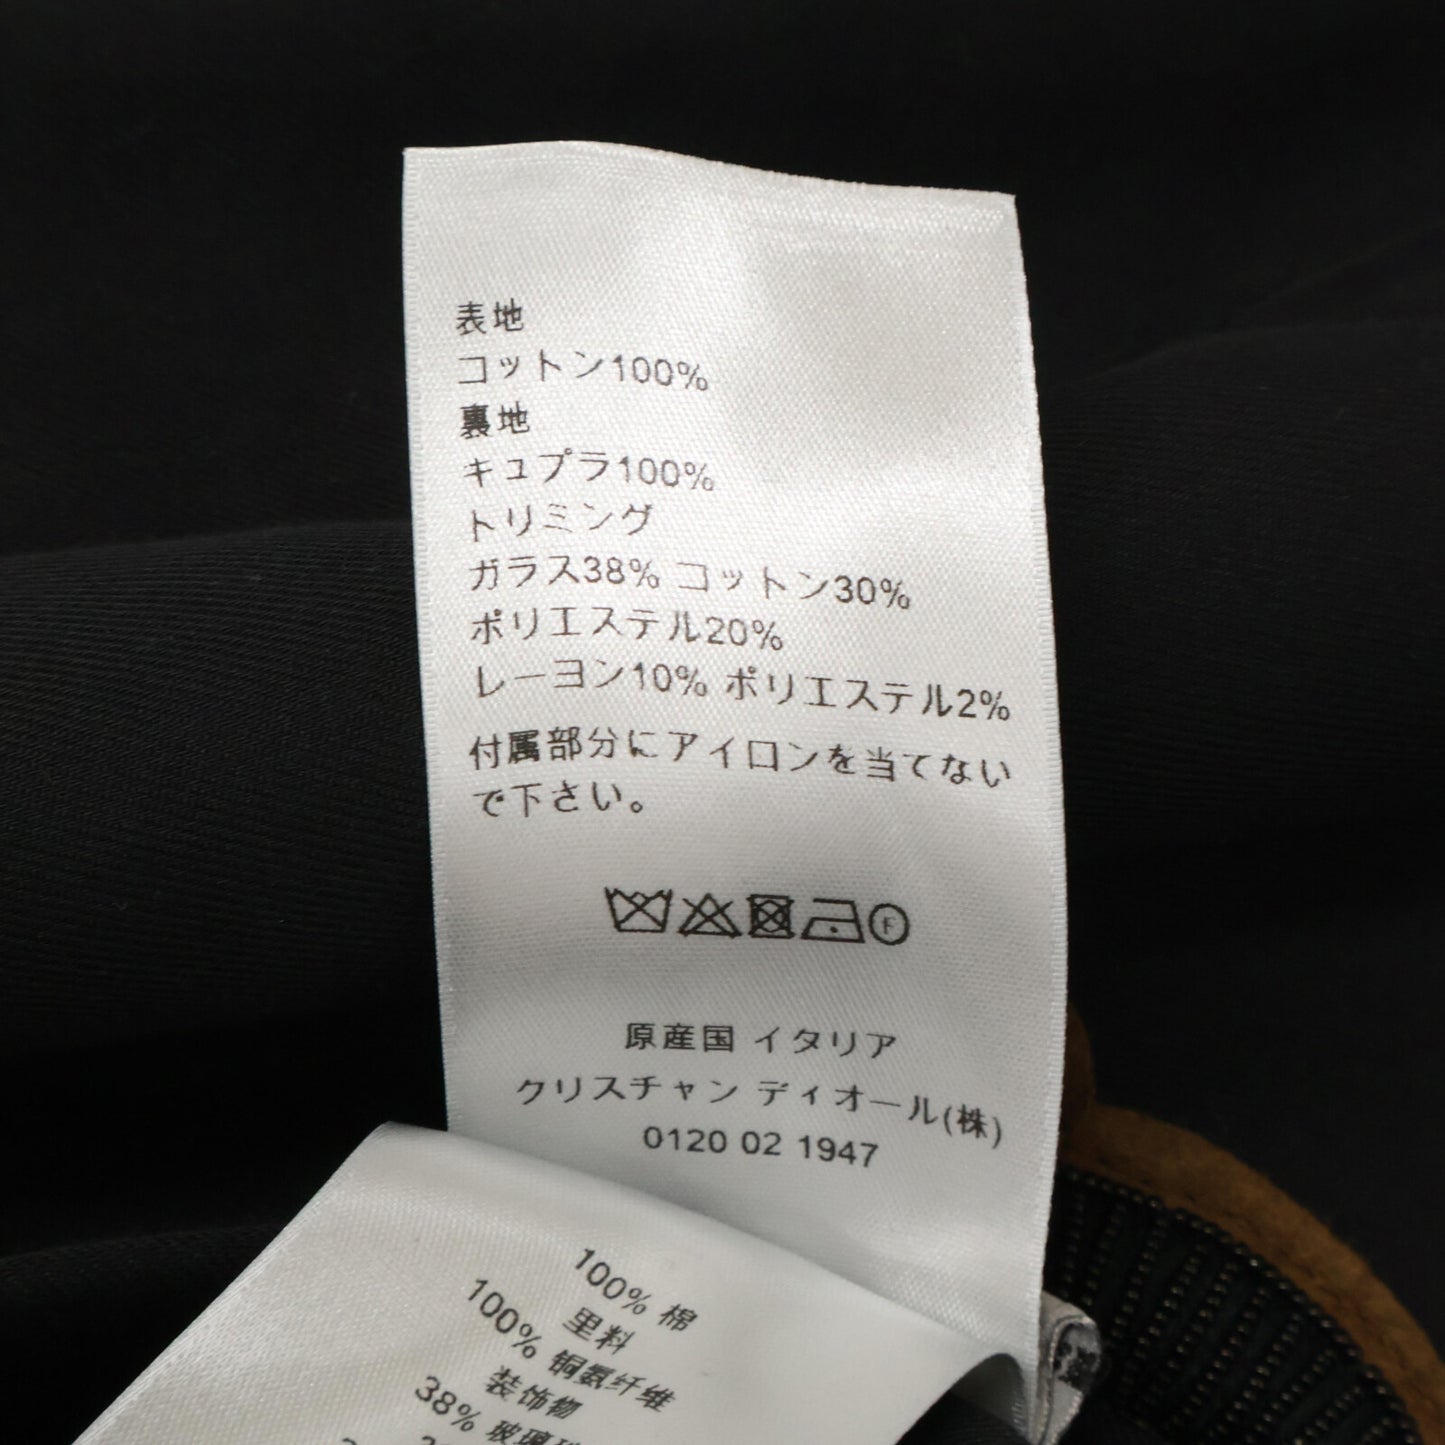 表地
コットン100%
裏地
キュプラ100%
トリミング
ガラス38% コットン30%
ポリエステル20%
レーヨン10% ポリエステル2%
付属部分にアイロンを当てない
で下さい。
F
原産国 イタリア
クリスチャン ディオール(株)
0120 02 1947
100% 棉
里料
100% 铜氨纤维
装饰物
38% 玻璃